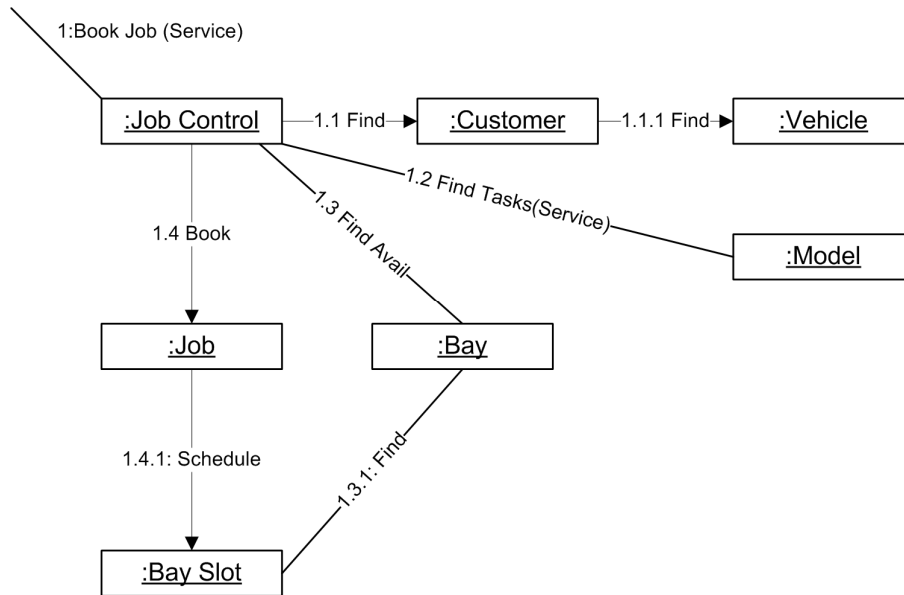 1:Book Job (Service)
:Job Control
1.1 Find
:Customer
1.1.1 Find
:Vehicle
1.2 Find Tasks(Service)
1.3 Find Avail
1.4 Book
:Model
:Job
:Bay
1.4.1: Schedule
1.3.1: Find
:Bay Slot